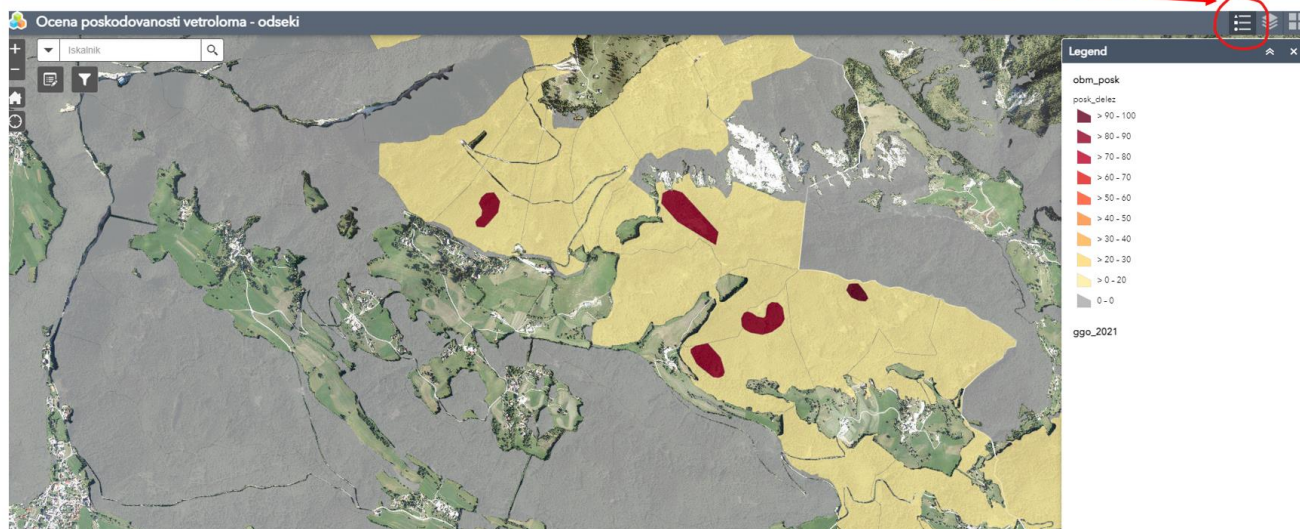 Ocena poskodovanosti vetroloma - odseki
Iskalnik
Legend
obm_posk
posk_delez
> 90 - 100
> 80 - 90
> 70 - 80
> 60 - 70
> 50 - 60
> 40 - 50
> 30 - 40
> 20 - 30
> 0 - 20
0 - 0
ggo_2021